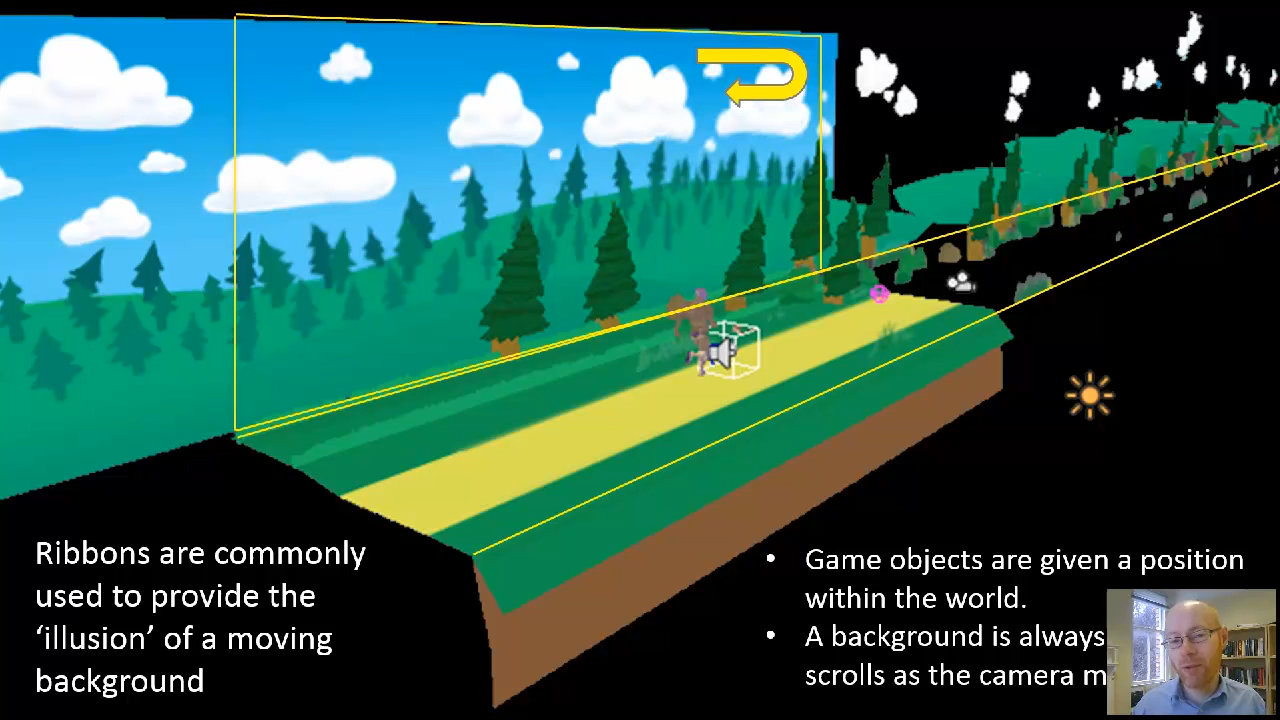 Ribbons are commonly
used to provide the
‘illusion’ of a moving
background
• Game objects are given a position
within the world.
• A background is always
scrolls as the camera